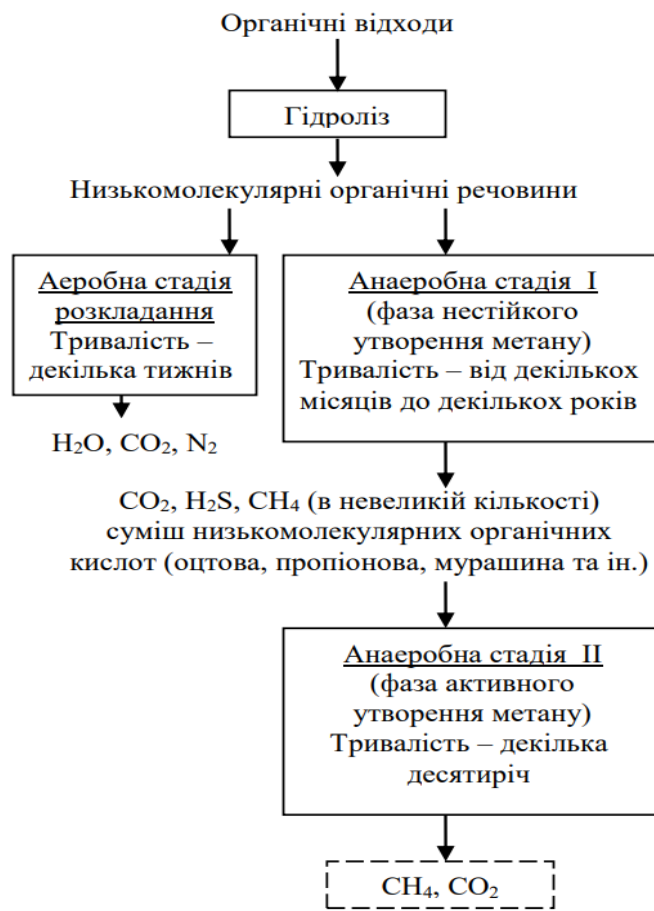 Органічні відходи
Гідроліз
Низькомолекулярні органічні речовини
Аеробна стадія
розкладання
Тривалість –
декілька тижнів
H₂O, CO₂, N₂
Анаеробна стадія І
(фаза нестійкого
утворення метану)
Тривалість – від декількох
місяців до декількох років
CO₂, H₂S, CH₄ (в невеликій кількості)
суміш низькомолекулярних органічних
кислот (оцтова, пропіонова, мурашина та ін.)
Анаеробна стадія ІІ
(фаза активного
утворення метану)
Тривалість – декілька
десятиріч
CH₄, CO₂